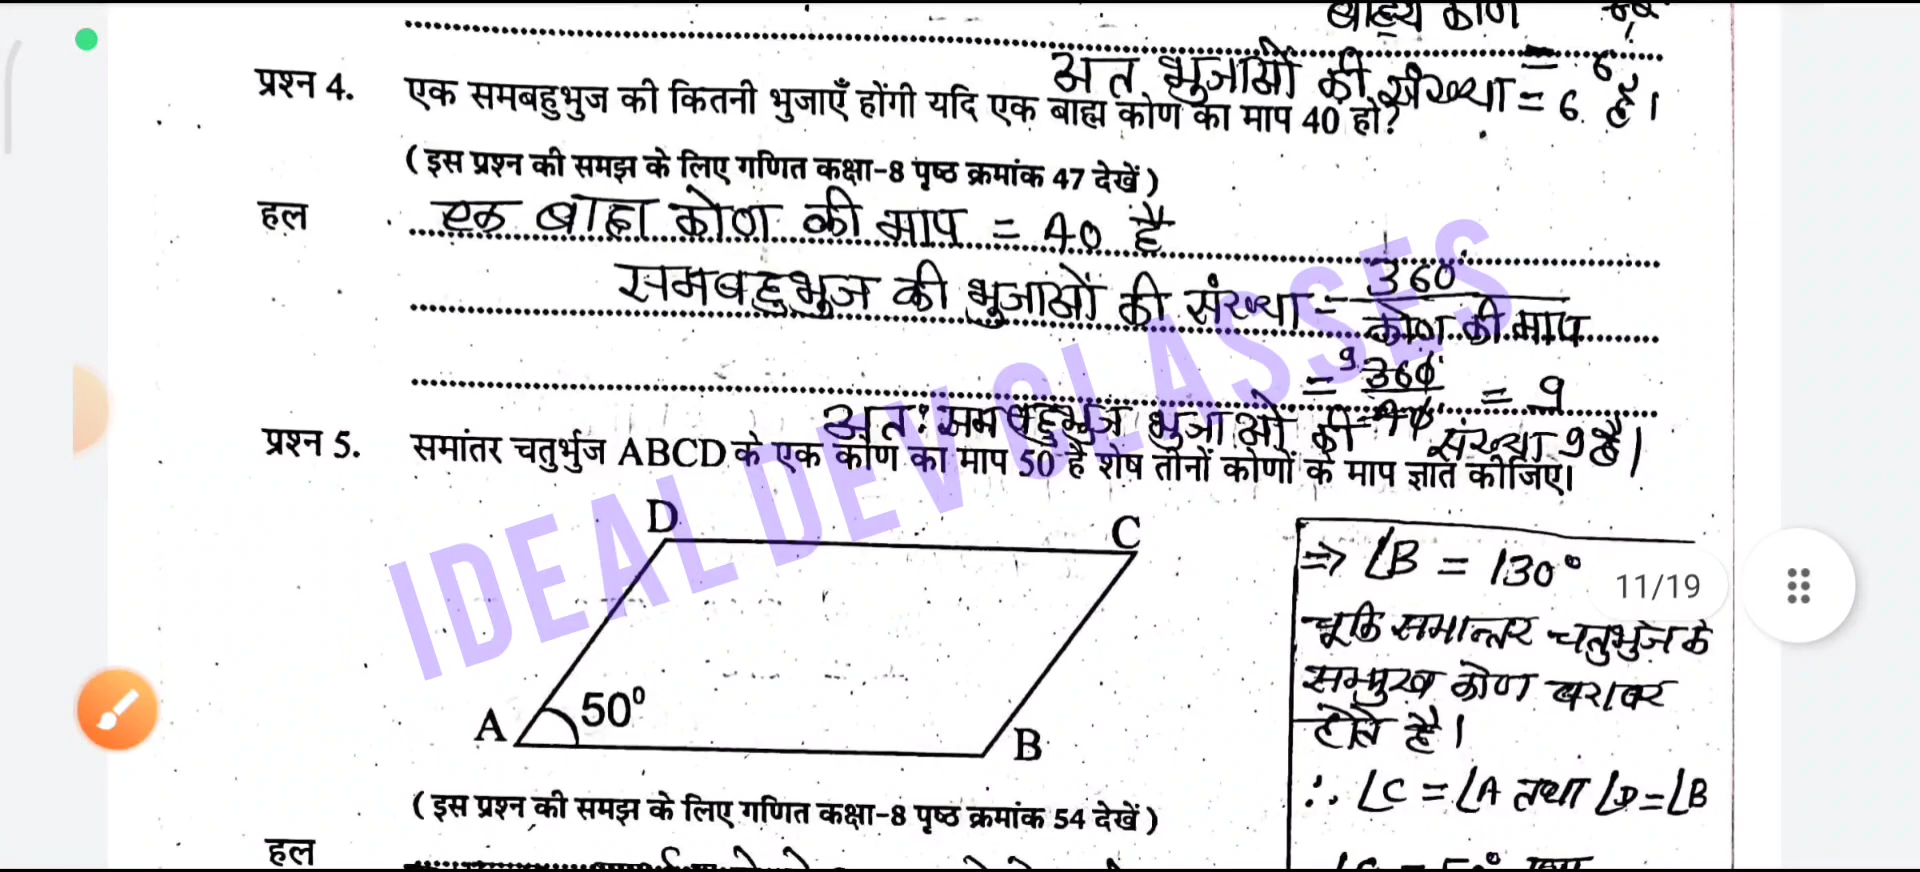 बाह्य कोण
= 6
अत भुजाओं की संख्या = 6 है।
प्रश्न 4. एक समबहुभुज की कितनी भुजाएँ होंगी यदि एक बाह्य कोण का माप 40 हो?
(इस प्रश्न की समझ के लिए गणित कक्षा-8 पृष्ठ क्रमांक 47 देखें)
हल एक बाह्य कोण की माप = 40 है
समबहुभुज की भुजाओं की संख्या = 360°
कोण की माप
= 9 360° = 9
40°
अतः समबहुभुज भुजाओं की संख्या 9 है।
प्रश्न 5. समांतर चतुर्भुज ABCD के एक कोण का माप 50 है शेष तीनों कोणों के माप ज्ञात कीजिए।
D C
A 50° B
⇒ ∠B = 130°
चूकि समान्तर चतुर्भुज के
सम्मुख कोण बराबर
होते है।
∴ ∠C = ∠A तथा ∠D = ∠B
(इस प्रश्न की समझ के लिए गणित कक्षा-8 पृष्ठ क्रमांक 54 देखें)
हल
11/19
IDEAL DEV CLASSES